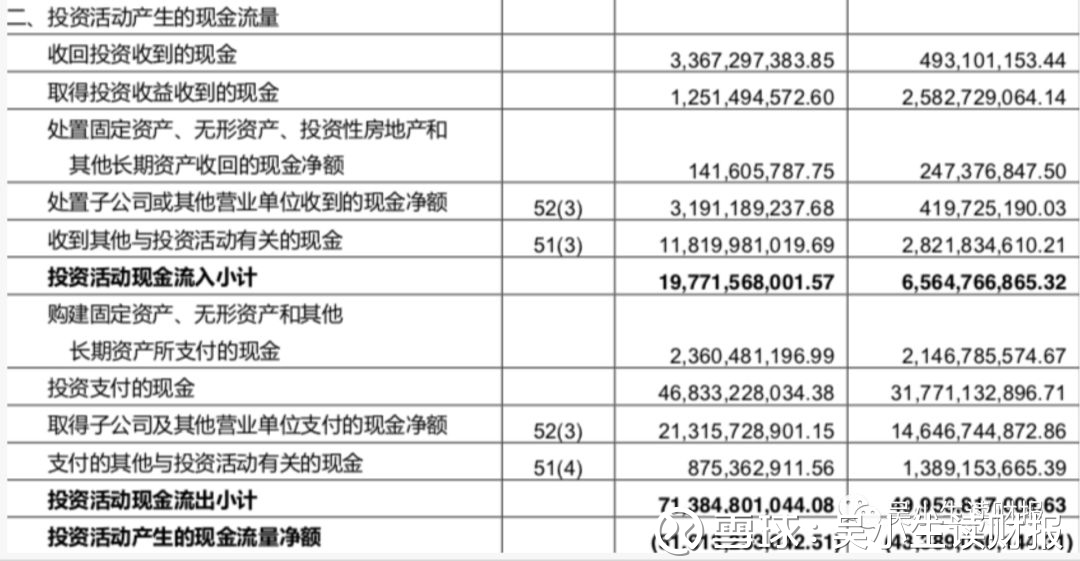 二、投资活动产生的现金流量
收回投资收到的现金 3,367,297,383.85 493,101,153.44
取得投资收益收到的现金 1,251,494,572.60 2,582,729,064.14
处置固定资产、无形资产、投资性房地产和
其他长期资产收回的现金净额 141,605,787.75 247,376,847.50
处置子公司或其他营业单位收到的现金净额 52(3) 3,191,189,237.68 419,725,190.03
收到其他与投资活动有关的现金 51(3) 11,819,981,019.69 2,821,834,610.21
投资活动现金流入小计 19,771,568,001.57 6,564,766,865.32
购建固定资产、无形资产和其他
长期资产所支付的现金 2,360,481,196.99 2,146,785,574.67
投资支付的现金 46,833,228,034.38 31,771,132,896.71
取得子公司及其他营业单位支付的现金净额 52(3) 21,315,728,901.15 14,646,744,872.86
支付的其他与投资活动有关的现金 51(4) 875,362,911.56 1,389,153,665.39
投资活动现金流出小计 71,384,801,044.08
投资活动产生的现金流量净额
雪球